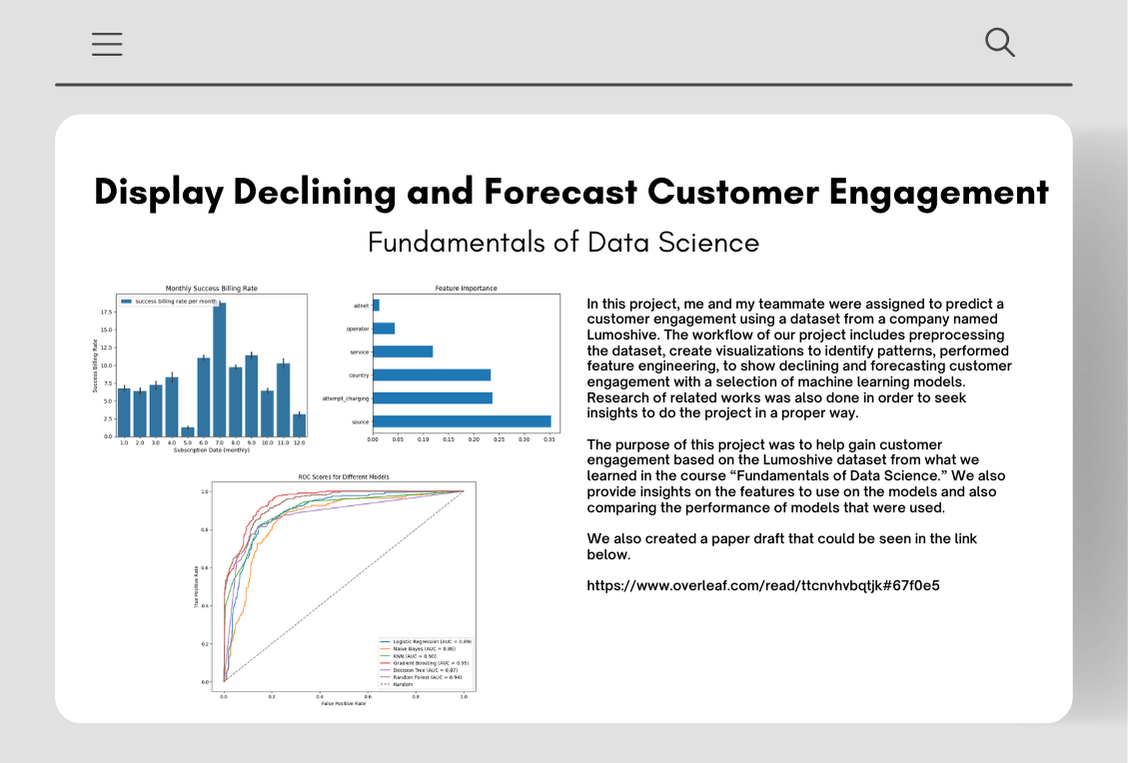 Display Declining and Forecast Customer Engagement
Fundamentals of Data Science
Monthly Success Billing Rate
success billing rate per month
Success Billing Rate
17.5
15.0
12.5
10.0
7.5
5.0
2.5
0.0
1.0 2.0 3.0 4.0 5.0 6.0 7.0 8.0 9.0 10.0 11.0 12.0
Subscription Date (monthly)
Feature Importance
adnet
operator
service
country
attempt_charging
source
0.00 0.05 0.10 0.15 0.20 0.25 0.30 0.35
ROC Scores for Different Models
True Positive Rate
1.0
0.8
0.6
0.4
0.2
0.0
Logistic Regression (AUC = 0.89)
Naive Bayes (AUC = 0.86)
KNN (AUC = 0.90)
Gradient Boosting (AUC = 0.95)
Decision Tree (AUC = 0.87)
Random Forest (AUC = 0.94)
Random
0.0 0.2 0.4 0.6 0.8 1.0
False Positive Rate
In this project, me and my teammate were assigned to predict a
customer engagement using a dataset from a company named
Lumoshive. The workflow of our project includes preprocessing
the dataset, create visualizations to identify patterns, performed
feature engineering, to show declining and forecasting customer
engagement with a selection of machine learning models.
Research of related works was also done in order to seek
insights to do the project in a proper way.
The purpose of this project was to help gain customer
engagement based on the Lumoshive dataset from what we
learned in the course “Fundamentals of Data Science.” We also
provide insights on the features to use on the models and also
comparing the performance of models that were used.
We also created a paper draft that could be seen in the link
below.
https://www.overleaf.com/read/ttcnvhvbqtjk#67f0e5